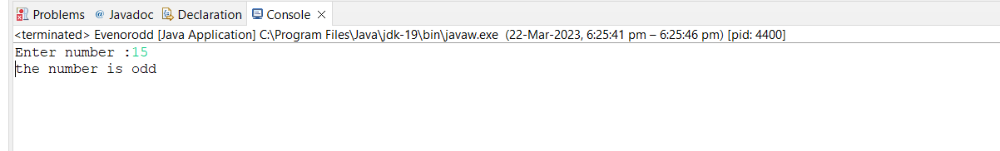 Problems @ Javadoc Declaration Console
<terminated> Evenorodd [Java Application] C:\Program Files\Java\jdk-19\bin\javaw.exe (22-Mar-2023, 6:25:41 pm – 6:25:46 pm) [pid: 4400]
Enter number :15
the number is odd